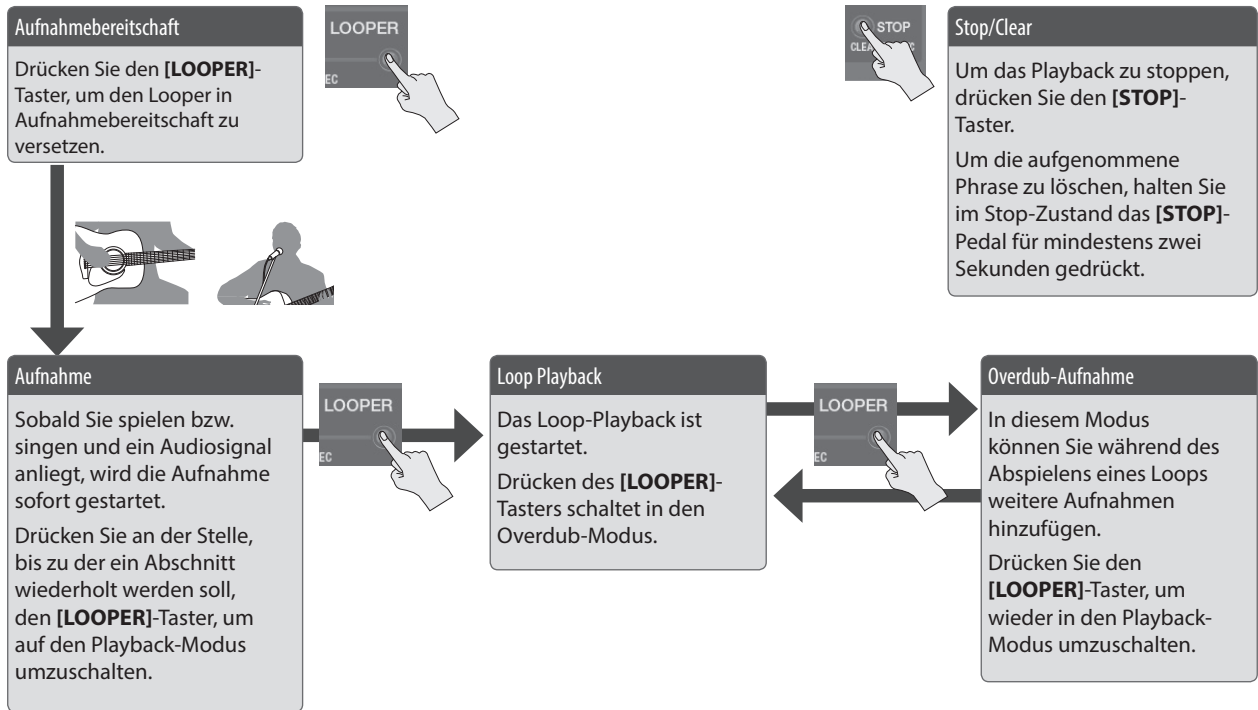 Aufnahmebereitschaft
Drücken Sie den [LOOPER]-
Taster, um den Looper in
Aufnahmebereitschaft zu
versetzen.
LOOPER
EC
STOP
CLEA
C
Stop/Clear
Um das Playback zu stoppen,
drücken Sie den [STOP]-
Taster.
Um die aufgenommene
Phrase zu löschen, halten Sie
im Stop-Zustand das [STOP]-
Pedal für mindestens zwei
Sekunden gedrückt.
Aufnahme
Sobald Sie spielen bzw.
singen und ein Audiosignal
anliegt, wird die Aufnahme
sofort gestartet.
Drücken Sie an der Stelle,
bis zu der ein Abschnitt
wiederholt werden soll,
den [LOOPER]-Taster, um
auf den Playback-Modus
umzuschalten.
LOOPER
EC
Loop Playback
Das Loop-Playback ist
gestartet.
Drücken des [LOOPER]-
Tasters schaltet in den
Overdub-Modus.
LOOPER
EC
Overdub-Aufnahme
In diesem Modus
können Sie während des
Abspielens eines Loops
weitere Aufnahmen
hinzufügen.
Drücken Sie den
[LOOPER]-Taster, um
wieder in den Playback-
Modus umzuschalten.